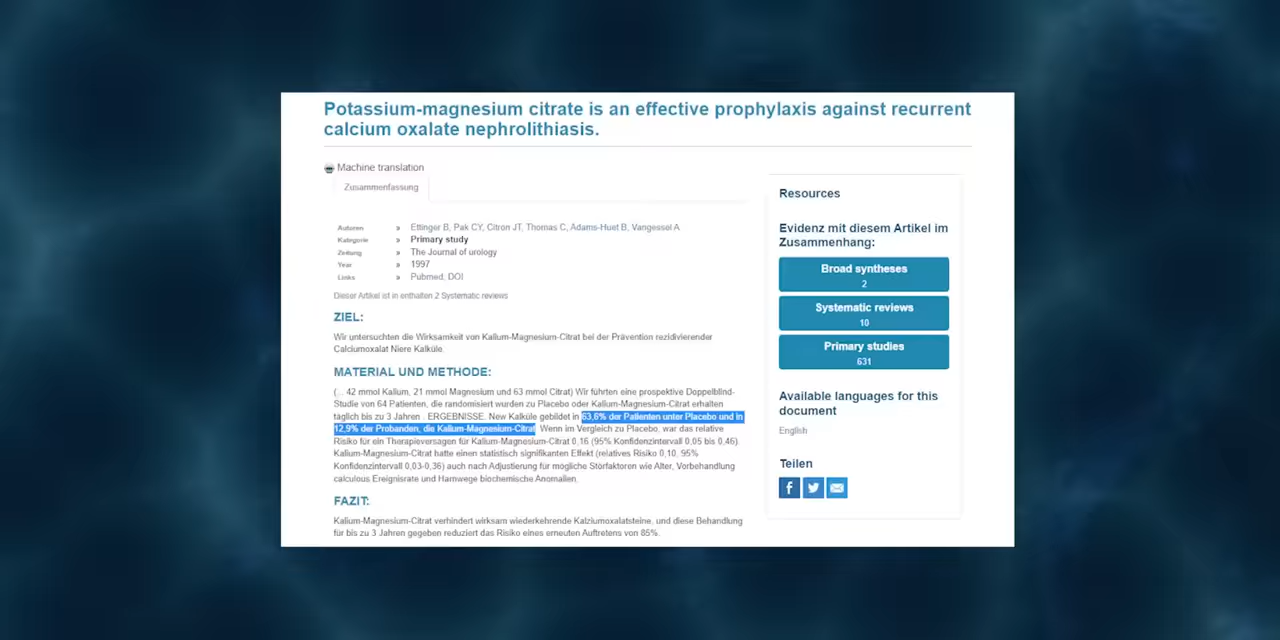 Potassium-magnesium citrate is an effective prophylaxis against recurrent
calcium oxalate nephrolithiasis.
Machine translation
Zusammenfassung
Autoren » Ettinger B, Pak CY, Citron JT, Thomas C, Adams-Huet B, Vangessel A
Kategorie » Primary study
Zeitung » The Journal of urology
Year » 1997
Links » Pubmed, DOI
Dieser Artikel ist in enthalten 2 Systematic reviews
ZIEL:
Wir untersuchten die Wirksamkeit von Kalium-Magnesium-Citrat bei der Prävention rezidivierender
Calciumoxalat Niere Kalküle.
MATERIAL UND METHODE:
(... 42 mmol Kalium, 21 mmol Magnesium und 63 mmol Citrat) Wir führten eine prospektive Doppelblind-
Studie von 64 Patienten, die randomisiert wurden zu Placebo oder Kalium-Magnesium-Citrat erhalten
täglich bis zu 3 Jahren . ERGEBNISSE: New Kalküle gebildet in 63,6% der Patienten unter Placebo und in
12,9% der Probanden, die Kalium-Magnesium-Citrat. Wenn im Vergleich zu Placebo, war das relative
Risiko für ein Therapieversagen für Kalium-Magnesium-Citrat 0,16 (95% Konfidenzintervall 0,05 bis 0,46).
Kalium-Magnesium-Citrat hatte einen statistisch signifikanten Effekt (relatives Risiko 0,10, 95%
Konfidenzintervall 0,03-0,36) auch nach Adjustierung für mögliche Störfaktoren wie Alter, Vorbehandlung
calculous Ereignisrate und Harnwege biochemische Anomalien.
FAZIT:
Kalium-Magnesium-Citrat verhindert wirksam wiederkehrende Kalziumoxalatsteine, und diese Behandlung
für bis zu 3 Jahren gegeben reduziert das Risiko eines erneuten Auftretens von 85%.
Resources
Evidenz mit diesem Artikel im
Zusammenhang:
Broad syntheses
2
Systematic reviews
10
Primary studies
631
Available languages for this
document
English
Teilen